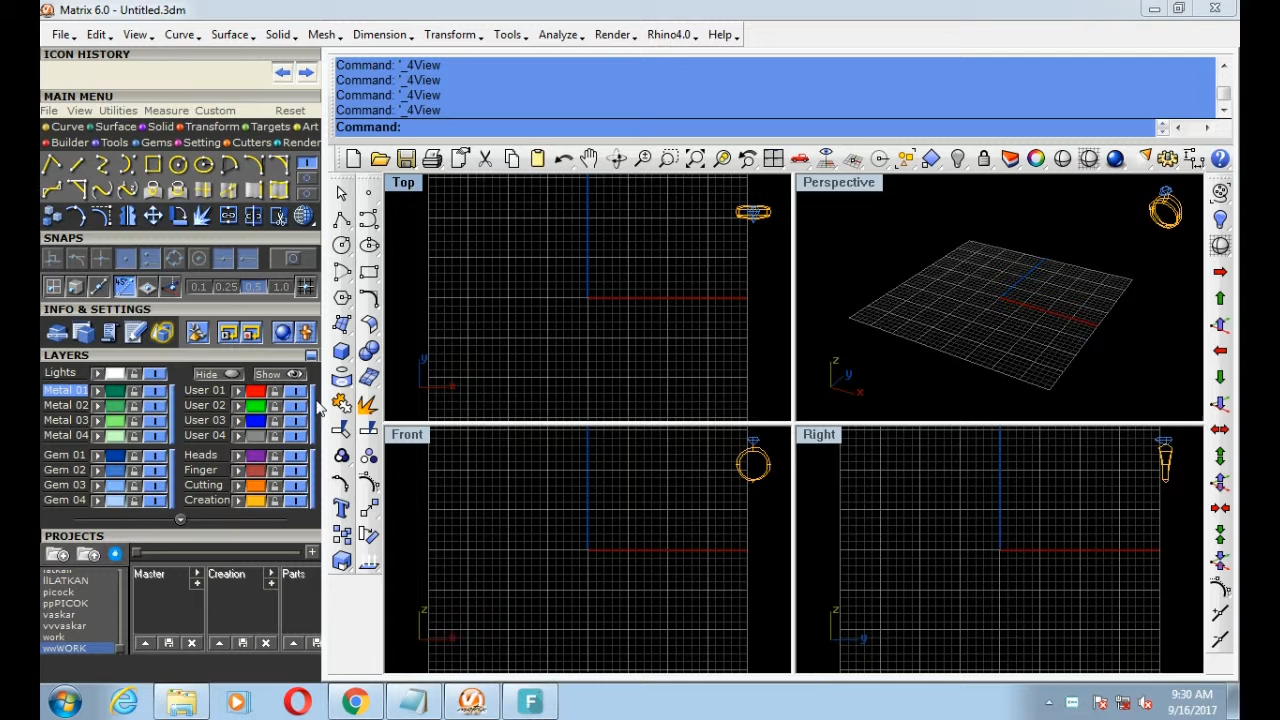 Matrix 6.0 - Untitled.3dm
File Edit View Curve Surface Solid Mesh Dimension Transform Tools Analyze Render Rhino4.0 Help
ICON HISTORY
MAIN MENU
File View Utilities Measure Custom Reset
Curve Surface Solid Transform Targets Art
Builder Tools Gems Setting Cutters Render
SNAPS
45°
0.1 0.25 0.5 1.0
INFO & SETTINGS
LAYERS
Lights Hide Show
Metal 01 User 01
Metal 02 User 02
Metal 03 User 03
Metal 04 User 04
Gem 01 Heads
Gem 02 Finger
Gem 03 Cutting
Gem 04 Creation
PROJECTS
Master Creation Parts
lILATKAN
picock
ppPICOK
vaskar
vvvaskar
work
wwWORK
Command: '_4View
Command: '_4View
Command: '_4View
Command: '_4View
Command:
Top
y
x
Perspective
z
y
x
Front
z
x
Right
z
y
F
9:30 AM
9/16/2017